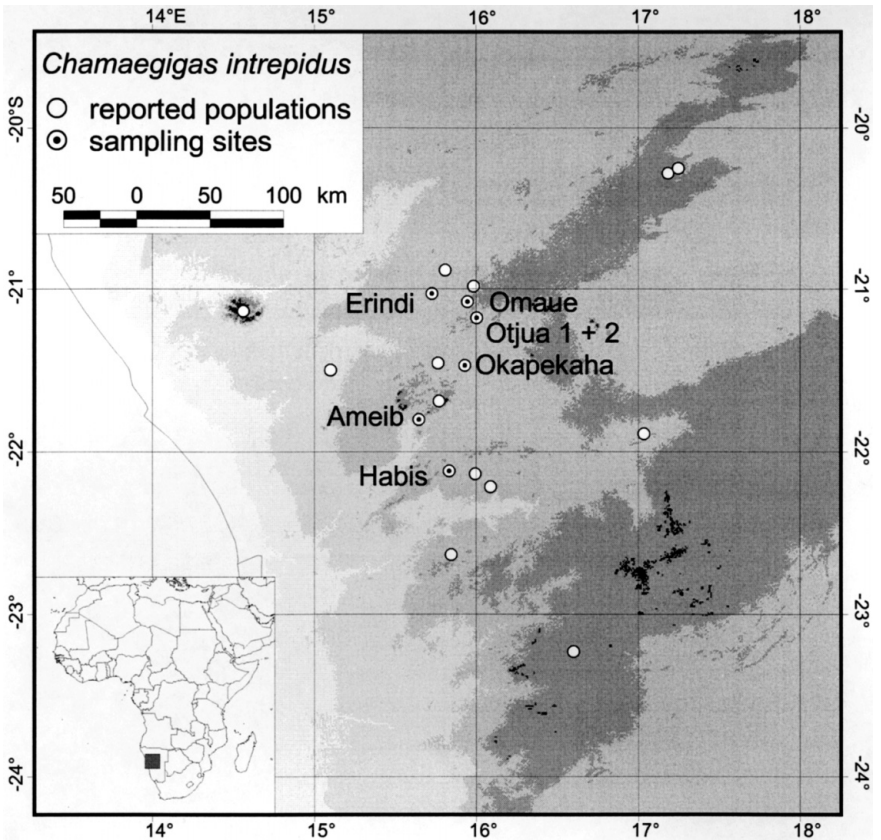 14°E 15° 16° 17° 18°
Chamaegigas intrepidus
reported populations
sampling sites
50 0 50 100 km
-20°S -20°
-21° -21°
Erindi Omaue
Otjua 1 + 2
Okapekaha
Ameib
-22° -22°
Habis
-23° -23°
-24° -24°
14° 15° 16° 17° 18°